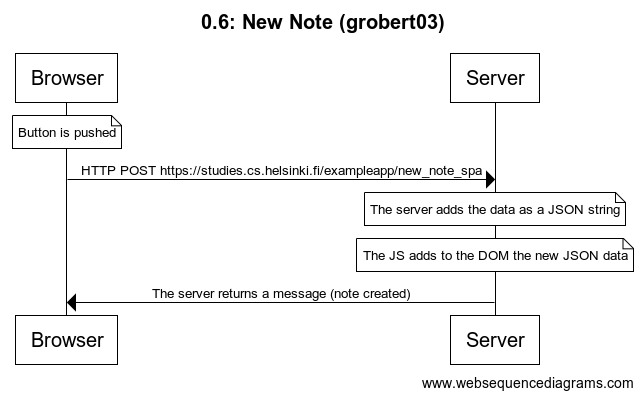 0.6: New Note (grobert03)
Browser
Server
Button is pushed
HTTP POST https://studies.cs.helsinki.fi/exampleapp/new_note_spa
The server adds the data as a JSON string
The JS adds to the DOM the new JSON data
The server returns a message (note created)
Browser
Server
www.websequencediagrams.com